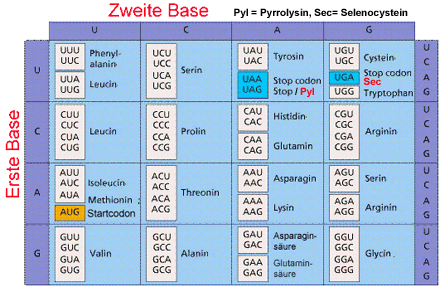 Zweite Base Pyl = Pyrrolysin, Sec= Selenocystein
U C A G
Erste Base
U
UUU UUC Phenyl-
alanin
UUA UUG Leucin
UCU UCC UCA UCG Serin
UAU UAC Tyrosin
UAA Stop codon
UAG Stop / Pyl
UGU UGC Cystein
UGA Stop codon
Sec
UGG Tryptophan
U C A G
C
CUU CUC CUA CUG Leucin
CCU CCC CCA CCG Prolin
CAU CAC Histidin
CAA CAG Glutamin
CGU CGC CGA CGG Arginin
U C A G
A
AUU AUC AUA Isoleucin
Methionin ;
AUG Startcodon
ACU ACC ACA ACG Threonin
AAU AAC Asparagin
AAA AAG Lysin
AGU AGC Serin
AGA AGG Arginin
U C A G
G
GUU GUC GUA GUG Valin
GCU GCC GCA GCG Alanin
GAU GAC Asparagin-
säure
GAA GAG Glutamin-
säure
GGU GGC GGA GGG Glycin
U C A G